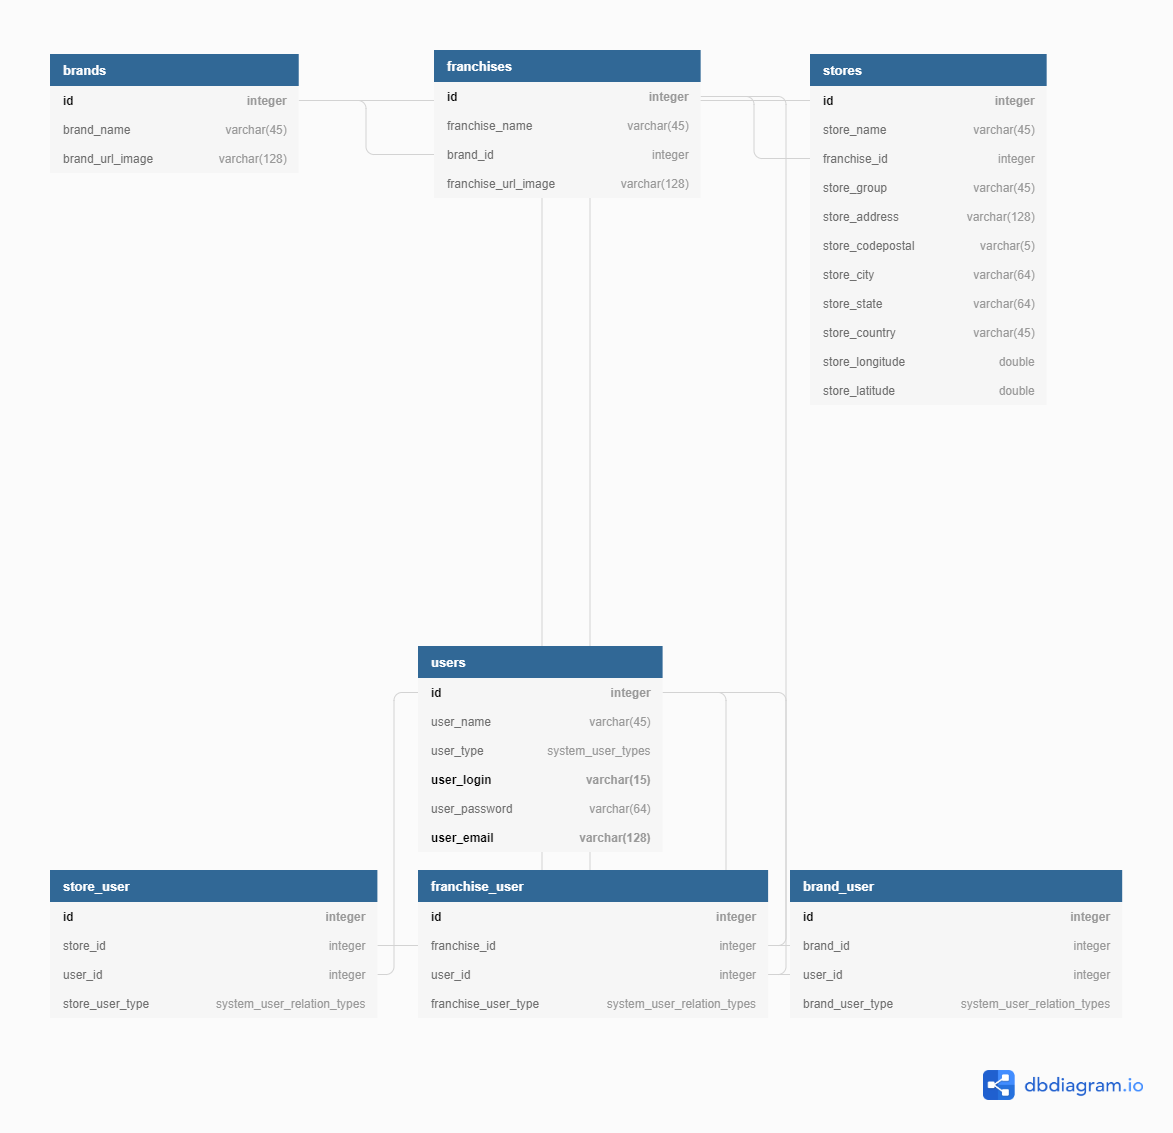 brands
id integer
brand_name varchar(45)
brand_url_image varchar(128)
franchises
id integer
franchise_name varchar(45)
brand_id integer
franchise_url_image varchar(128)
stores
id integer
store_name varchar(45)
franchise_id integer
store_group varchar(45)
store_address varchar(128)
store_codepostal varchar(5)
store_city varchar(64)
store_state varchar(64)
store_country varchar(45)
store_longitude double
store_latitude double
users
id integer
user_name varchar(45)
user_type system_user_types
user_login varchar(15)
user_password varchar(64)
user_email varchar(128)
store_user
id integer
store_id integer
user_id integer
store_user_type system_user_relation_types
franchise_user
id integer
franchise_id integer
user_id integer
franchise_user_type system_user_relation_types
brand_user
id integer
brand_id integer
user_id integer
brand_user_type system_user_relation_types
dbdiagram.io